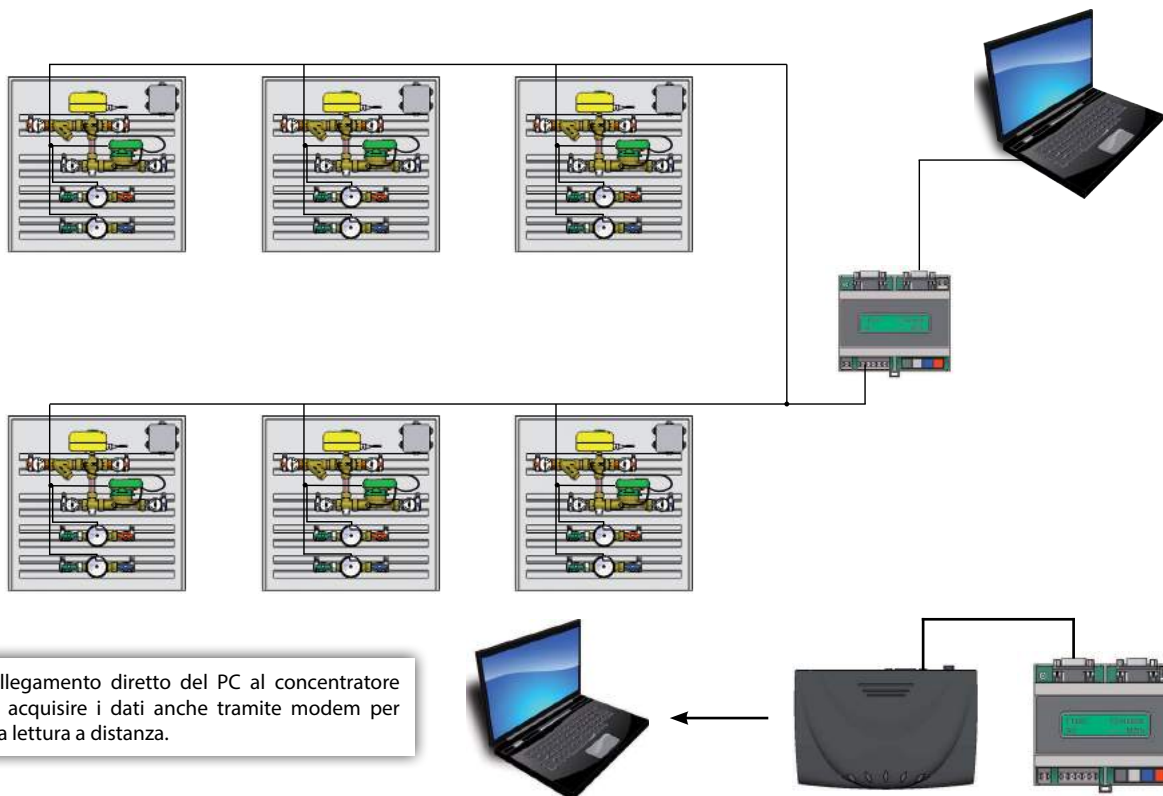 llegamento diretto del PC al concentratore
acquisire i dati anche tramite modem per
a lettura a distanza.